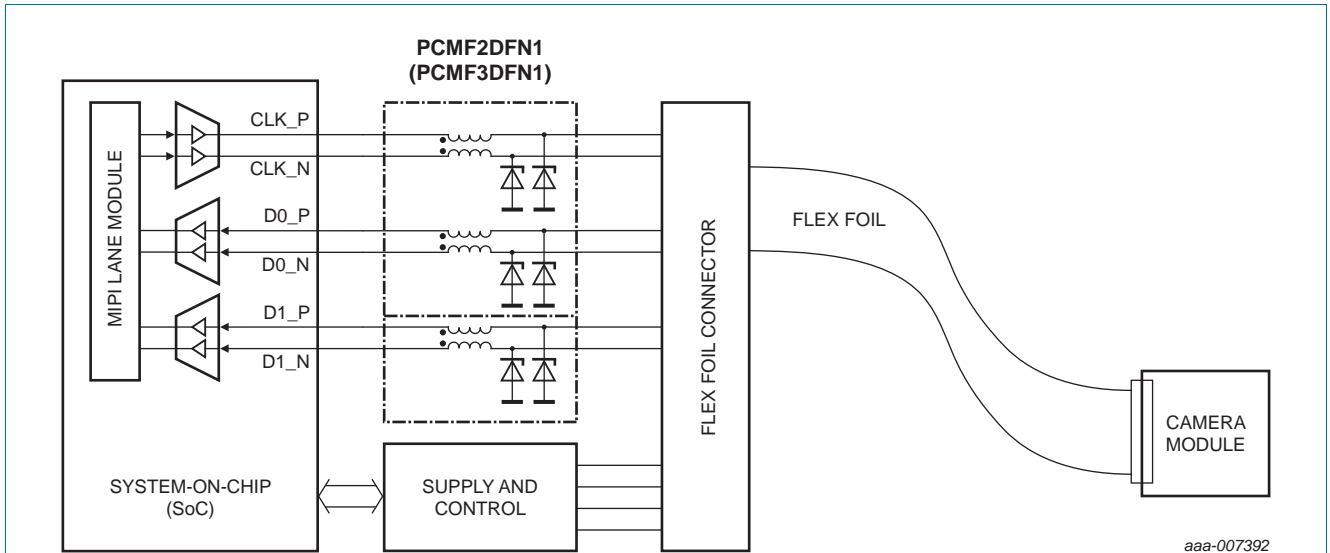 PCMF2DFN1
(PCMF3DFN1)
MIPI LANE MODULE
CLK_P
CLK_N
D0_P
D0_N
D1_P
D1_N
SYSTEM-ON-CHIP
(SoC)
SUPPLY AND
CONTROL
FLEX FOIL CONNECTOR
FLEX FOIL
CAMERA
MODULE
aaa-007392